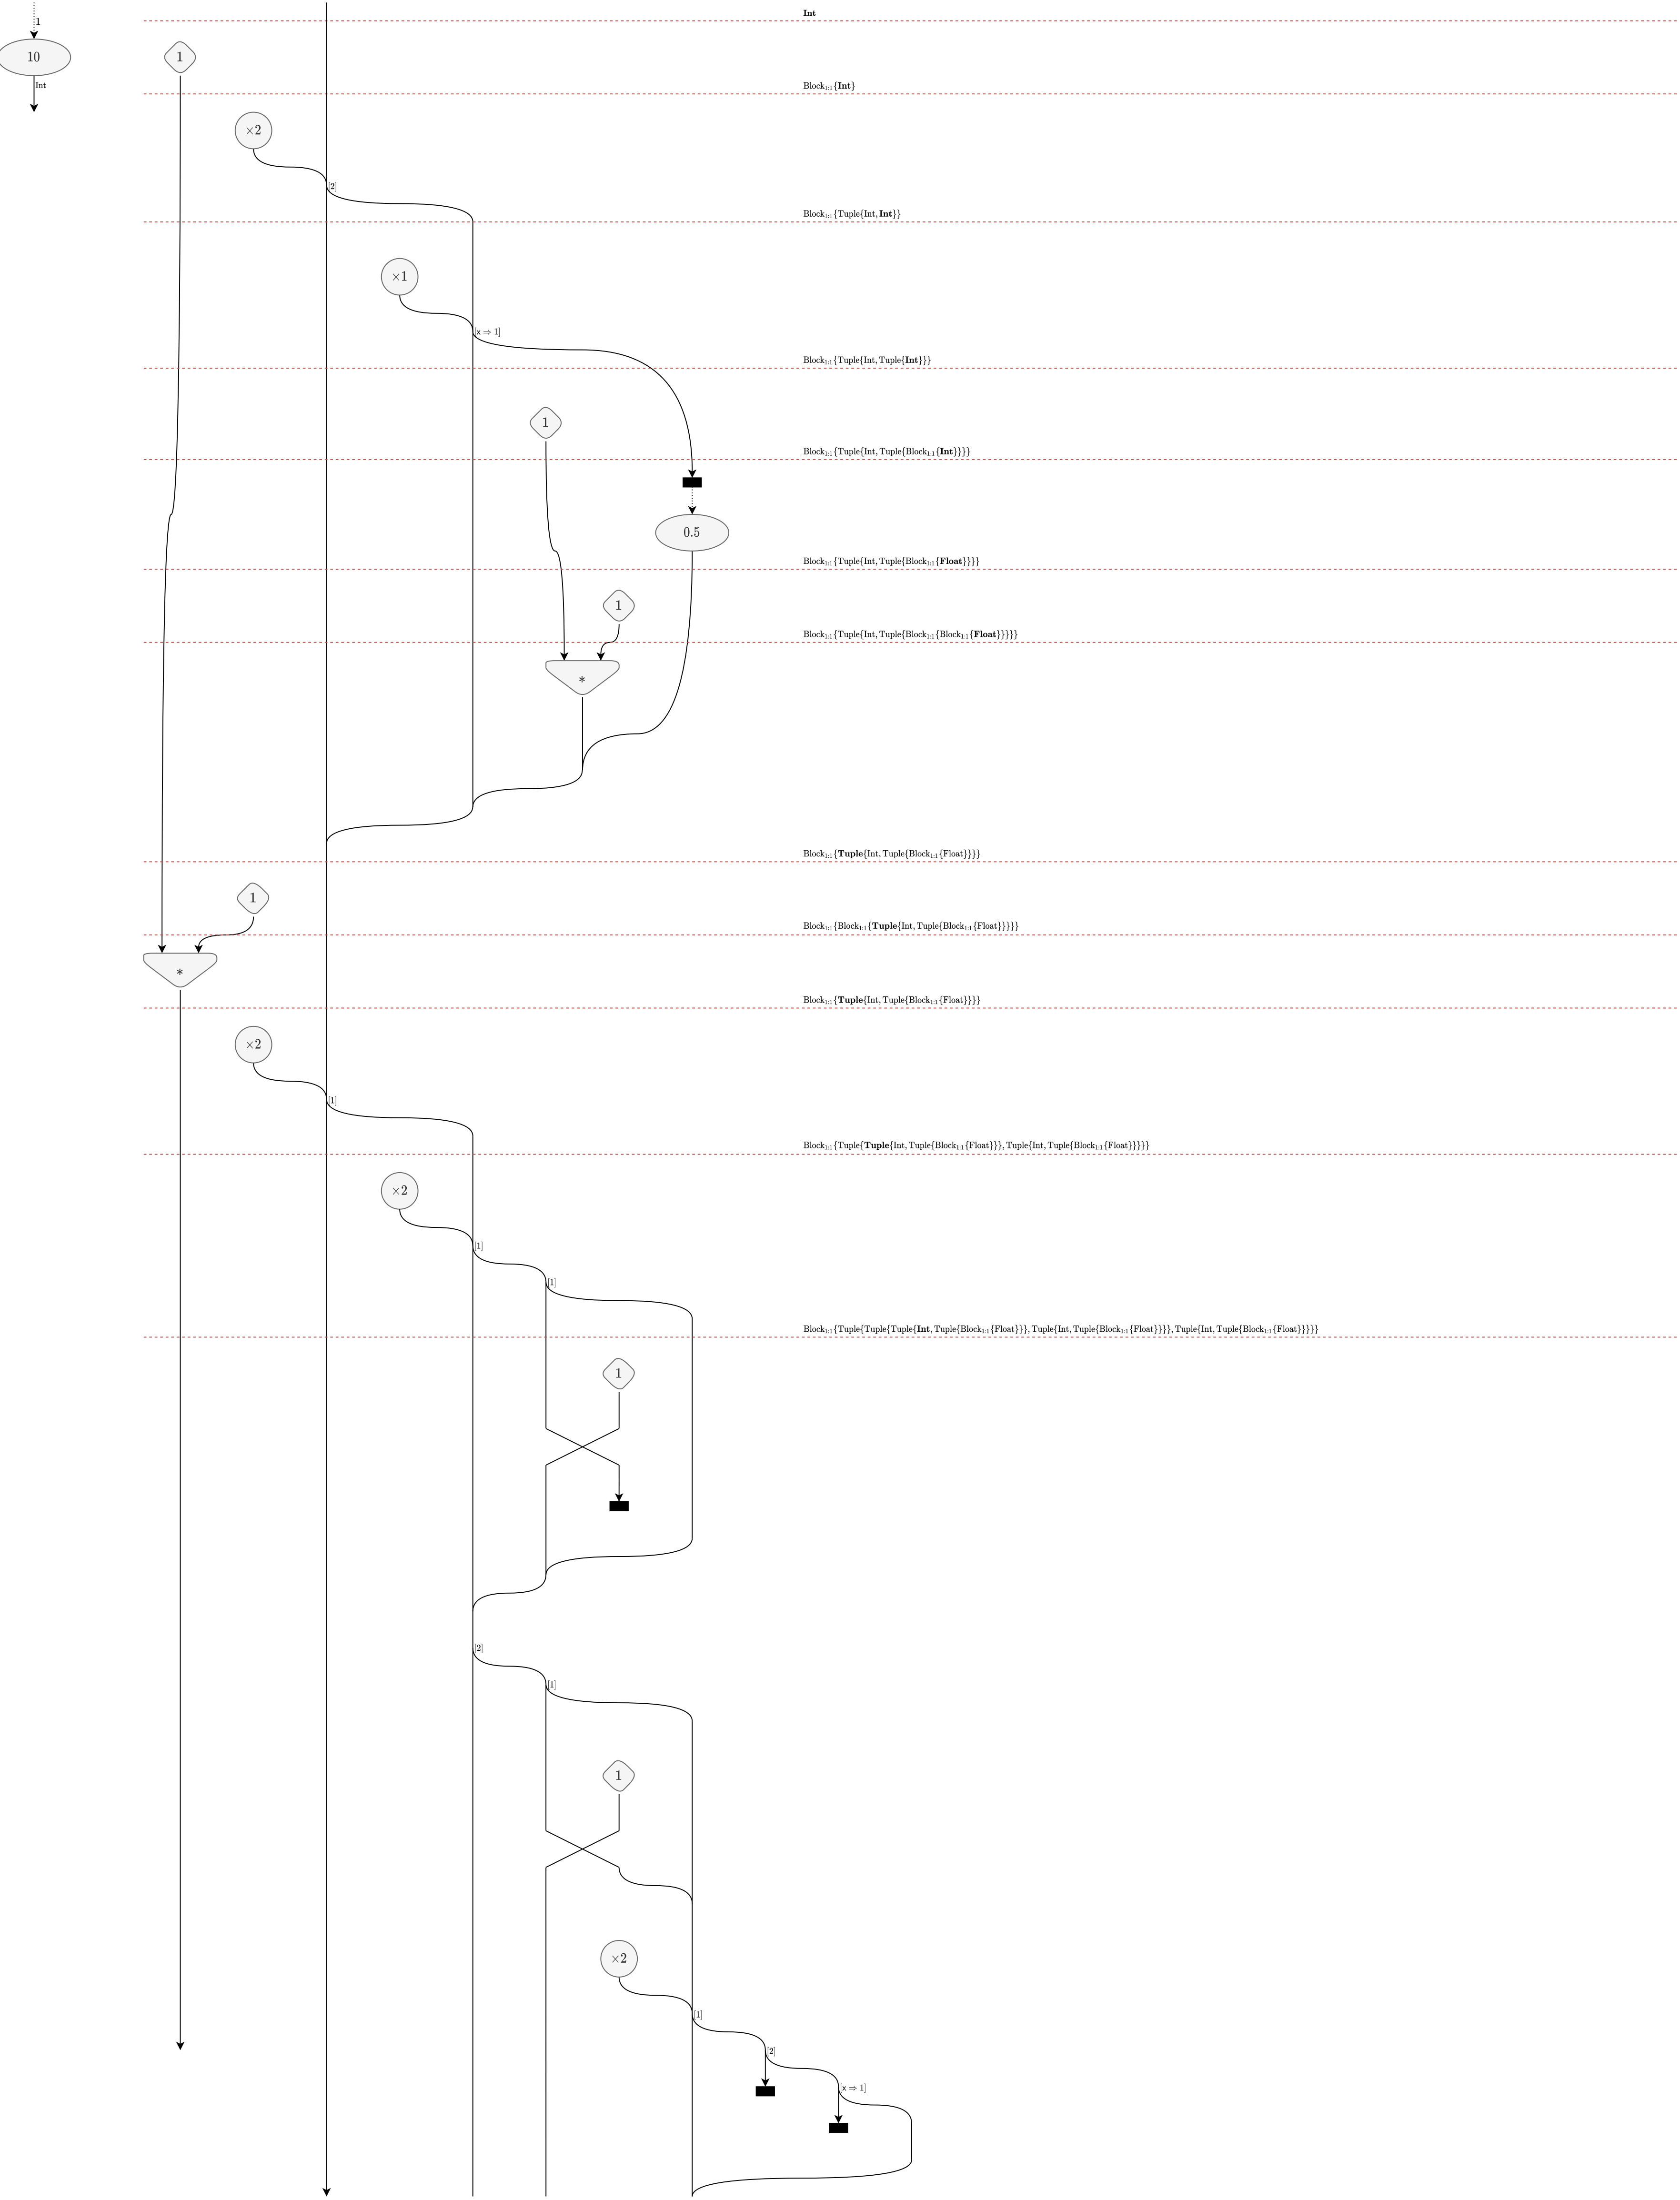 Int
1
10
1
Int
Block1:1{Int}
×2
[2]
Block1:1{Tuple{Int, Int}}
×1
[x ⇒ 1]
Block1:1{Tuple{Int, Tuple{Int}}}
1
Block1:1{Tuple{Int, Tuple{Block1:1{Int}}}}
0.5
Block1:1{Tuple{Int, Tuple{Block1:1{Float}}}}
1
Block1:1{Tuple{Int, Tuple{Block1:1{Block1:1{Float}}}}}
*
Block1:1{Tuple{Int, Tuple{Block1:1{Float}}}}
1
Block1:1{Block1:1{Tuple{Int, Tuple{Block1:1{Float}}}}}
*
Block1:1{Tuple{Int, Tuple{Block1:1{Float}}}}
×2
[1]
Block1:1{Tuple{Tuple{Int, Tuple{Block1:1{Float}}}, Tuple{Int, Tuple{Block1:1{Float}}}}}
×2
[1]
[1]
Block1:1{Tuple{Tuple{Tuple{Int, Tuple{Block1:1{Float}}}, Tuple{Int, Tuple{Block1:1{Float}}}}, Tuple{Int, Tuple{Block1:1{Float}}}}}
1
[2]
[1]
1
×2
[1]
[2]
[x ⇒ 1]